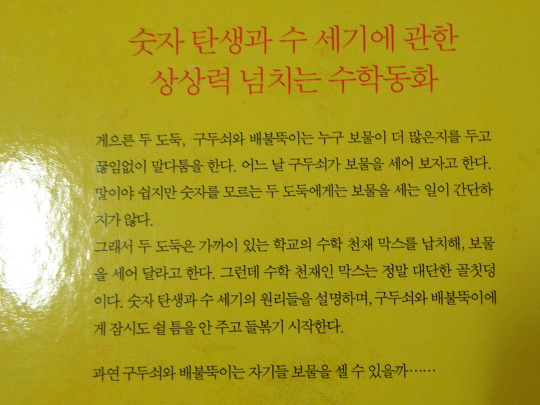 숫자 탄생과 수 세기에 관한
상상력 넘치는 수학동화
게으른 두 도둑, 구두쇠와 배불뚝이는 누구 보물이 더 많은지를 두고
끊임없이 말다툼을 한다. 어느 날 구두쇠가 보물을 세어 보자고 한다.
말이야 쉽지만 숫자를 모르는 두 도둑에게는 보물을 세는 일이 간단하
지가 않다.
그래서 두 도둑은 가까이 있는 학교의 수학 천재 막스를 납치해, 보물
을 세어 달라고 한다. 그런데 수학 천재인 막스는 정말 대단한 골칫덩
이다. 숫자 탄생과 수 세기의 원리들을 설명하며, 구두쇠와 배불뚝이에
게 잠시도 쉴 틈을 안 주고 들볶기 시작한다.
과연 구두쇠와 배불뚝이는 자기들 보물을 셀 수 있을까……